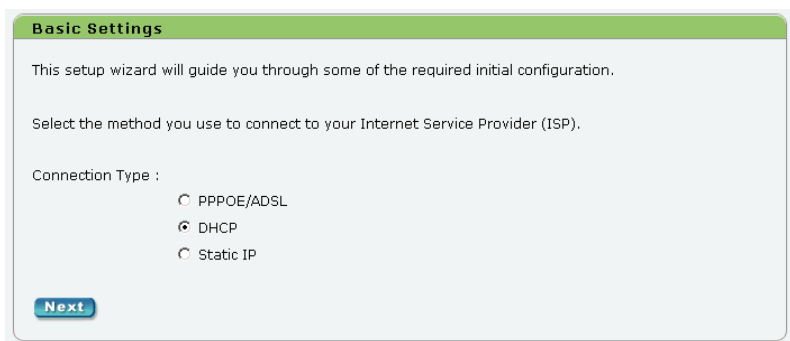 Basic Settings
This setup wizard will guide you through some of the required initial configuration.
Select the method you use to connect to your Internet Service Provider (ISP).
Connection Type :
PPPOE/ADSL
DHCP
Static IP
Next